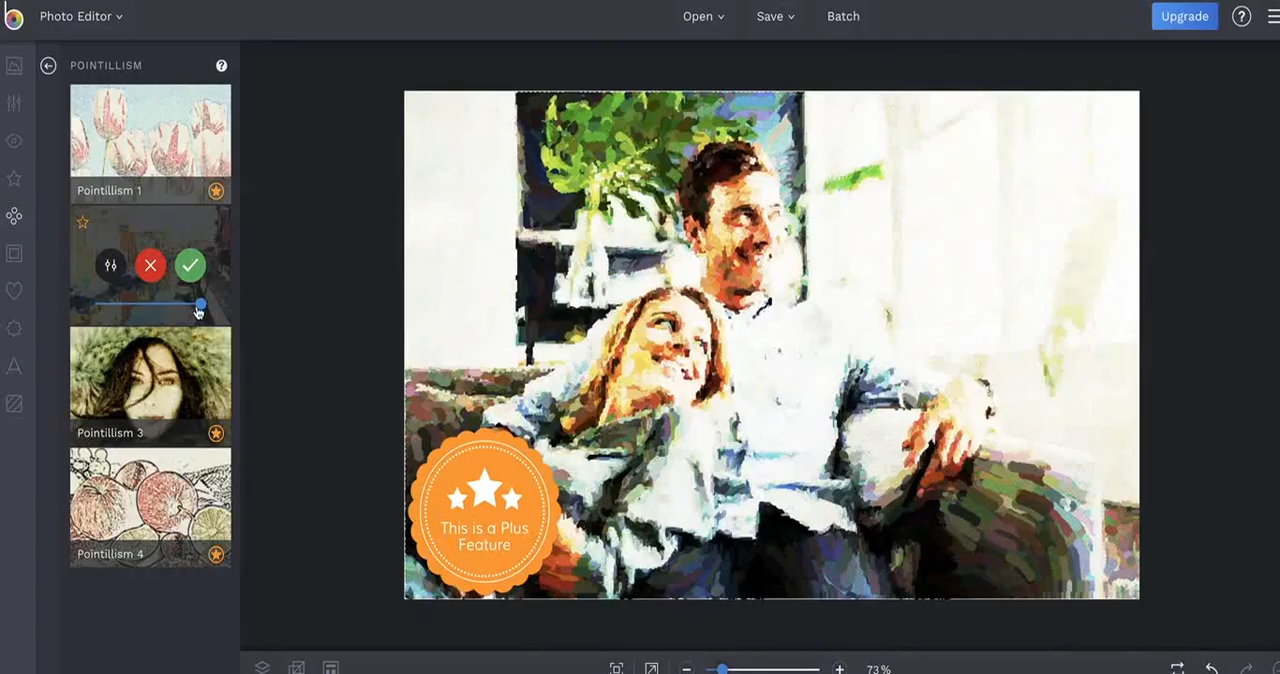 Photo Editor
Open
Save
Batch
Upgrade
?
POINTILLISM
?
Pointillism 1
Pointillism 3
Pointillism 4
This is a Plus
Feature
73%